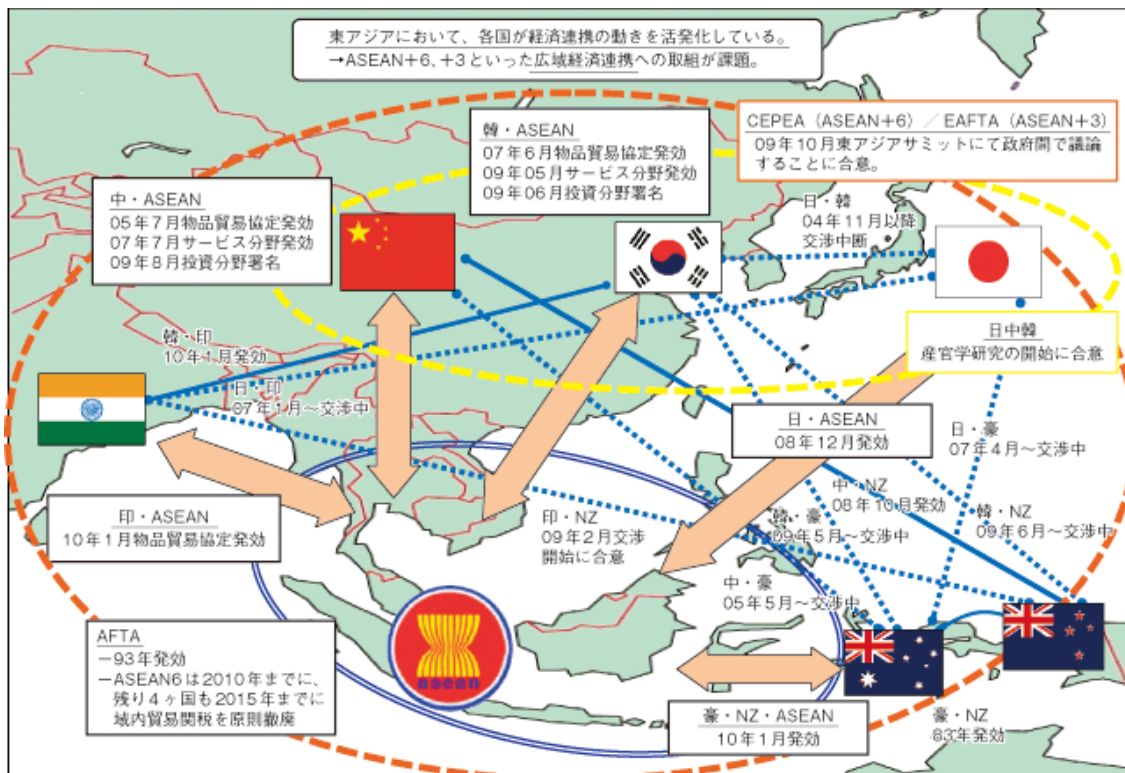 東アジアにおいて、各国が経済連携の動きを活発化している。
→ASEAN+6、+3といった広域経済連携への取組が課題。
CEPEA(ASEAN+6)/EAFTA(ASEAN+3)
09年10月東アジアサミットにて政府間で議論
することに合意。
韓・ASEAN
07年6月物品貿易協定発効
09年05月サービス分野発効
09年06月投資分野署名
中・ASEAN
05年7月物品貿易協定発効
07年7月サービス分野発効
09年8月投資分野署名
日・韓
04年11月以降
交渉中断
日中韓
産官学研究の開始に合意
韓・印
10年1月発効
日・印
07年1月～交渉中
日・ASEAN
08年12月発効
日・豪
07年4月～交渉中
中・NZ
08年10月発効
韓・NZ
09年6月～交渉中
印・ASEAN
10年1月物品貿易協定発効
印・NZ
09年2月交渉
開始に合意
韓・豪
09年5月～交渉中
中・豪
05年5月～交渉中
AFTA
－93年発効
－ASEAN6は2010年までに、
残り4ヶ国も2015年までに
域内貿易関税を原則撤廃
asean
豪・NZ・ASEAN
10年1月発効
豪・NZ
83年発効